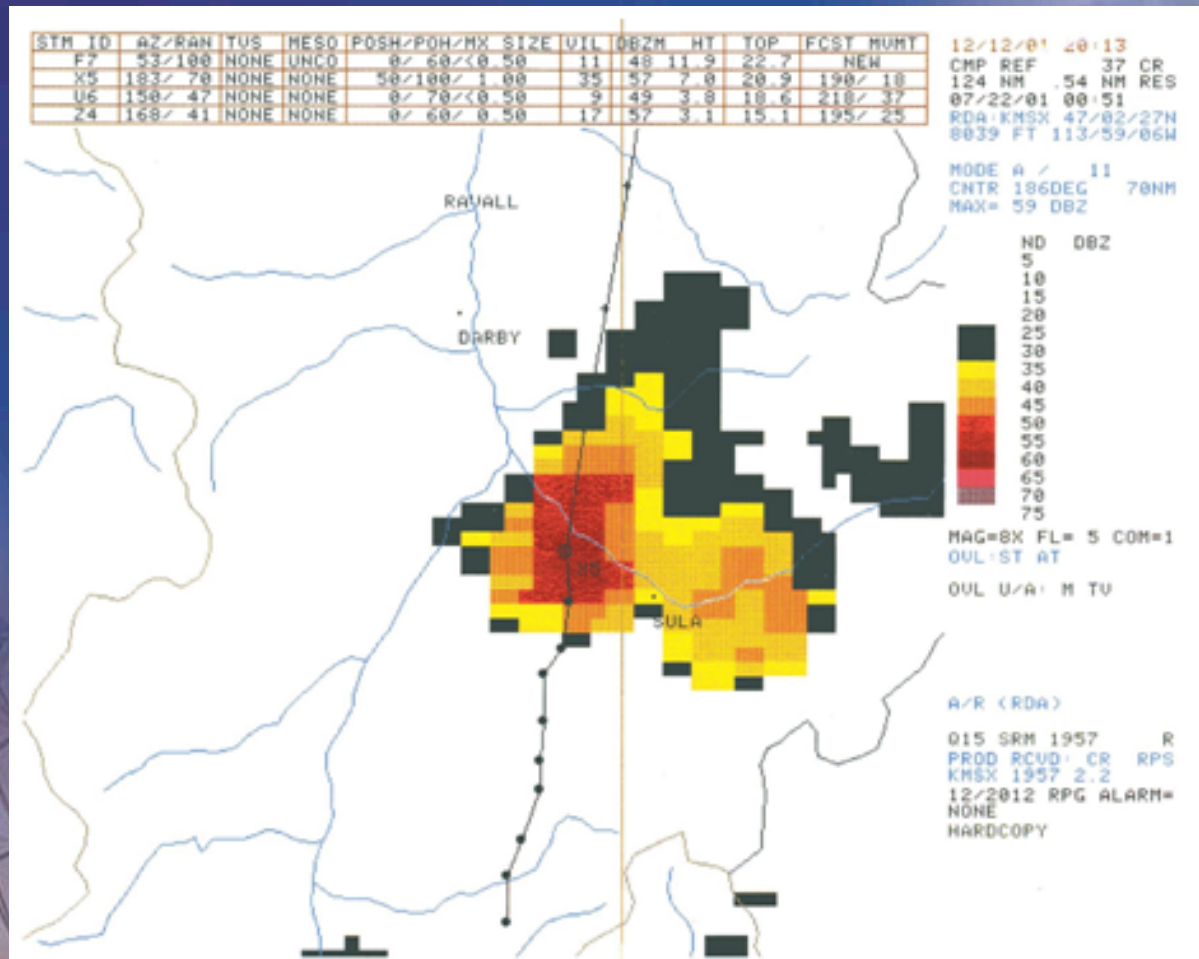 STM ID AZ/RAN TVS MESO POSH/POH/MX SIZE VIL DBZM HT TOP FCST MVMT
F7 53/100 NONE UNCO 0/ 60/<0.50 11 48 11.9 22.7 NEW
X5 183/ 70 NONE NONE 50/100/ 1.00 35 57 7.0 20.9 190/ 18
U6 150/ 47 NONE NONE 0/ 70/<0.50 9 49 3.8 18.6 218/ 37
Z4 168/ 41 NONE NONE 0/ 60/ 0.50 17 57 3.1 15.1 195/ 25
12/12/01 20:13
CMP REF 37 CR
124 NM .54 NM RES
07/22/01 00:51
RDA:KMSX 47/02/27N
8039 FT 113/59/06W
MODE A / 11
CNTR 186DEG 70NM
MAX= 59 DBZ
ND DBZ
5
10
15
20
25
30
35
40
45
50
55
60
65
70
75
MAG=8X FL= 5 COM=1
OVL:ST AT
OVL U/A: M TV
A/R (RDA)
Q15 SRM 1957 R
PROD RCVD: CR RPS
KMSX 1957 2.2
12/2012 RPG ALARM=
NONE
HARDCOPY
RAVALL
DARBY
X5
SULA